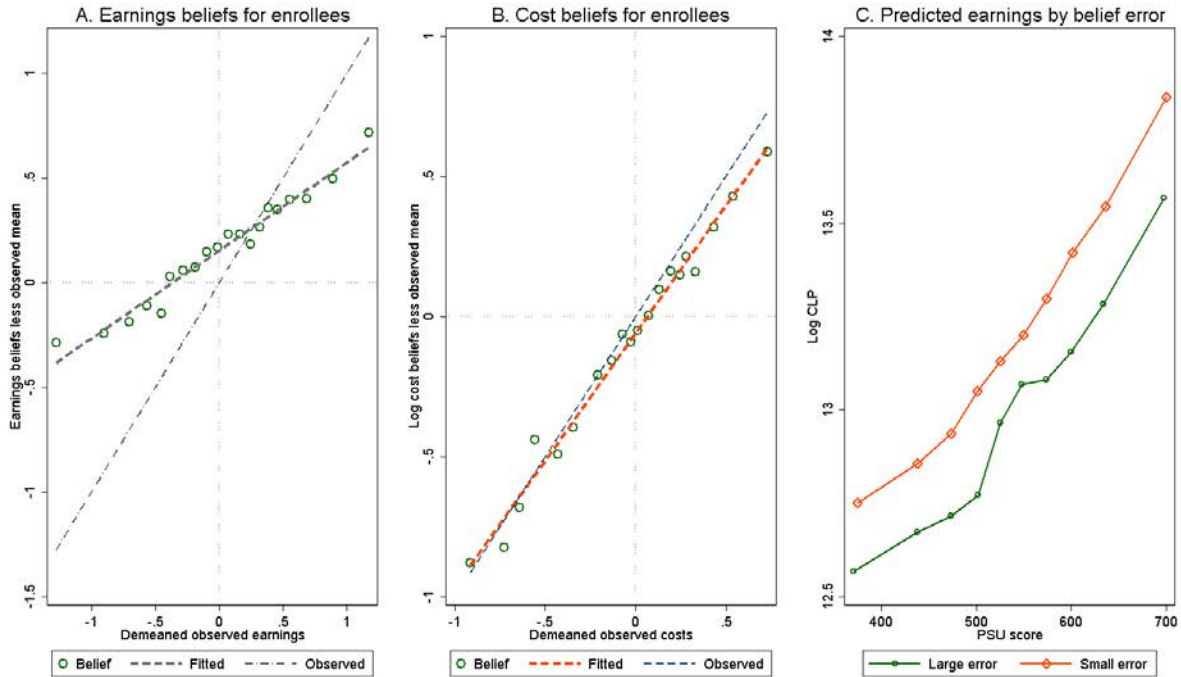 A. Earnings beliefs for enrollees
Earnings beliefs less observed mean
1
.5
0
-.5
-1
-1.5
-1 -.5 0 .5 1
Demeaned observed earnings
Belief Fitted Observed
B. Cost beliefs for enrollees
Log cost beliefs less observed mean
1
.5
0
-.5
-1
-1 -.5 0 .5
Demeaned observed costs
Belief Fitted Observed
C. Predicted earnings by belief error
Log CLP
14
13.5
13
12.5
400 500 600 700
PSU score
Large error Small error